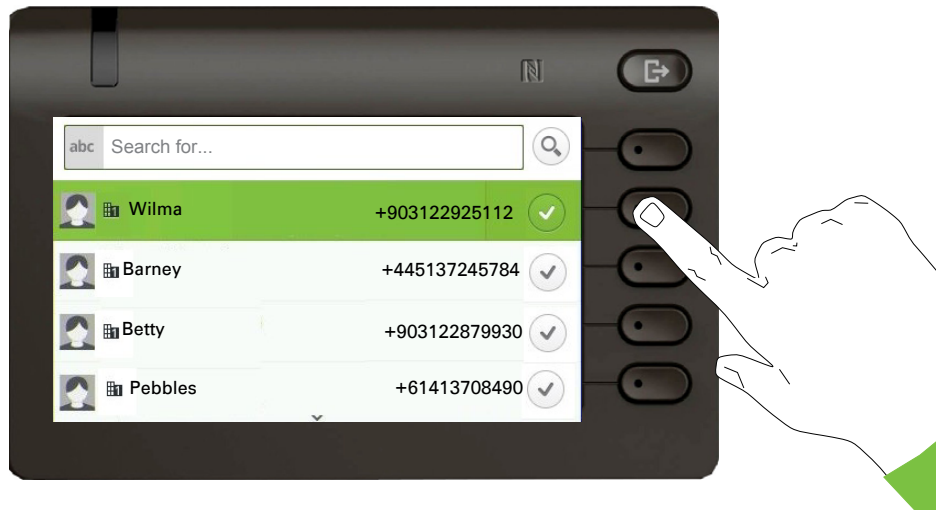 abc Search for...
Wilma +903122925112
Barney +445137245784
Betty +903122879930
Pebbles +61413708490